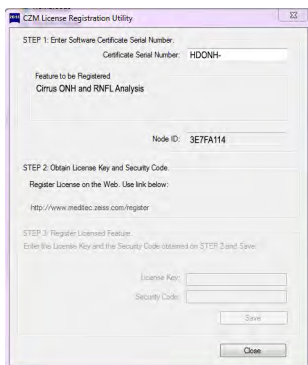 CZM License Registration Utility
STEP 1: Enter Software Certificate Serial Number.
Certificate Serial Number: HDONH-
Feature to be Registered
Cirrus ONH and RNFL Analysis
Node ID: 3E7FA114
STEP 2: Obtain License Key and Security Code.
Register License on the Web. Use link below:
http://www.meditec.zeiss.com/register
STEP 3: Register Licensed Feature.
Enter the License Key and the Security Code obtained on STEP 2 and Save.
License Key:
Security Code:
Save
Close